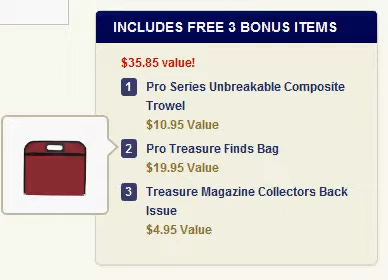 INCLUDES FREE 3 BONUS ITEMS
$35.85 value!
1 Pro Series Unbreakable Composite
Trowel
$10.95 Value
2 Pro Treasure Finds Bag
$19.95 Value
3 Treasure Magazine Collectors Back
Issue
$4.95 Value